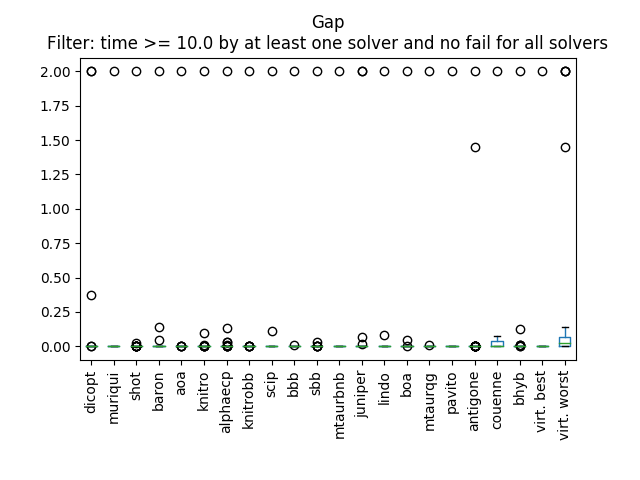 Gap
Filter: time >= 10.0 by at least one solver and no fail for all solvers
2.00
1.75
1.50
1.25
1.00
0.75
0.50
0.25
0.00
dicopt
muriqui
shot
baron
aoa
knitro
alphaecp
knitrobb
scip
bbb
sbb
mtaurbnb
juniper
lindo
boa
mtaurqg
pavito
antigone
couenne
bhyb
virt. best
virt. worst